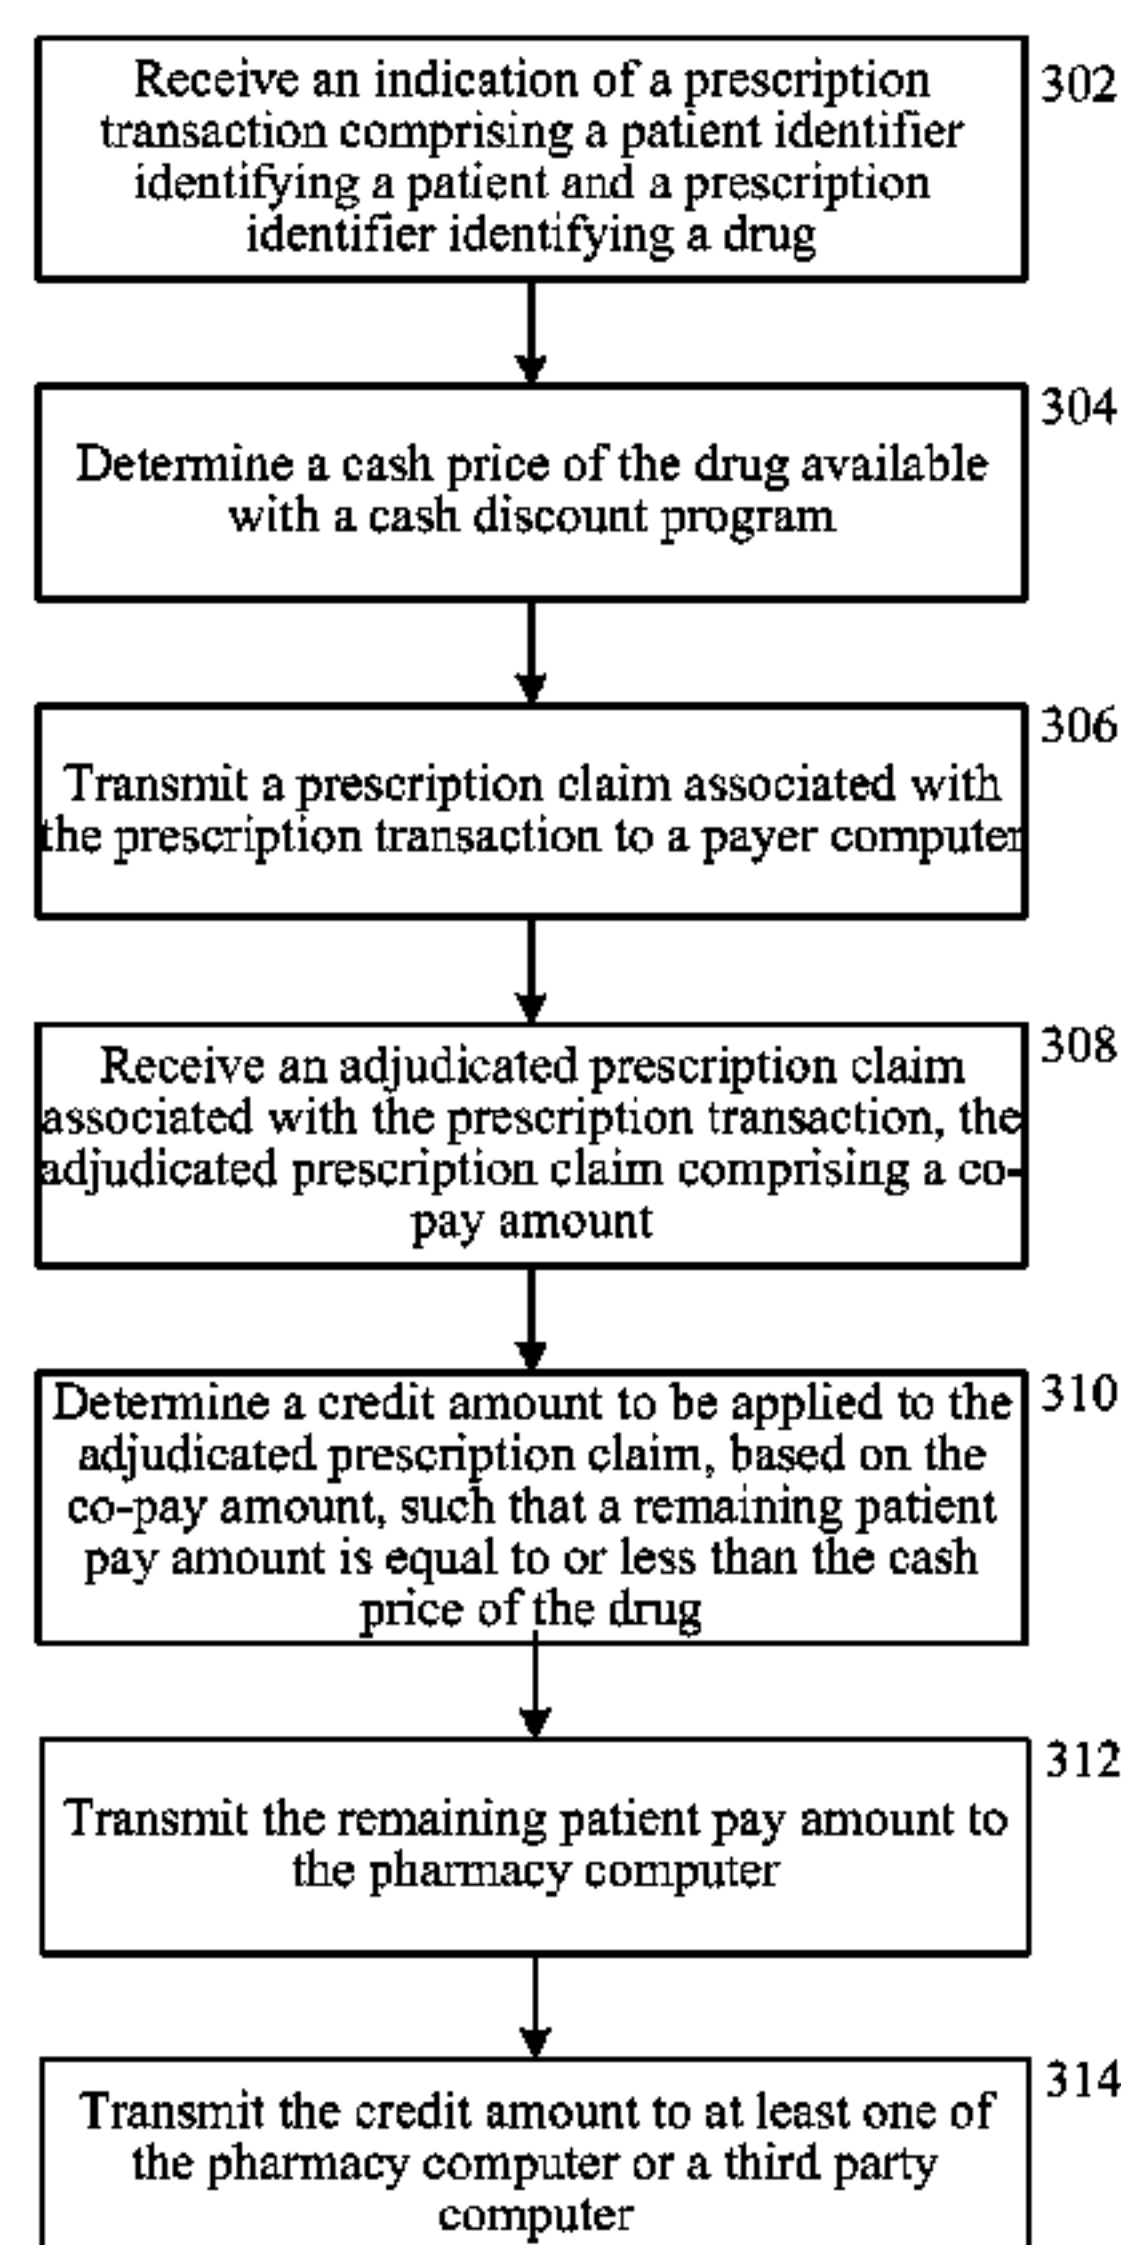 Receive an indication of a prescription
transaction comprising a patient identifier
identifying a patient and a prescription
identifier identifying a drug
302
Determine a cash price of the drug available
with a cash discount program
304
Transmit a prescription claim associated with
the prescription transaction to a payer computer
306
Receive an adjudicated prescription claim
associated with the prescription transaction, the
adjudicated prescription claim comprising a co-
pay amount
308
Determine a credit amount to be applied to the
adjudicated prescription claim, based on the
co-pay amount, such that a remaining patient
pay amount is equal to or less than the cash
price of the drug
310
Transmit the remaining patient pay amount to
the pharmacy computer
312
Transmit the credit amount to at least one of
the pharmacy computer or a third party
computer
314